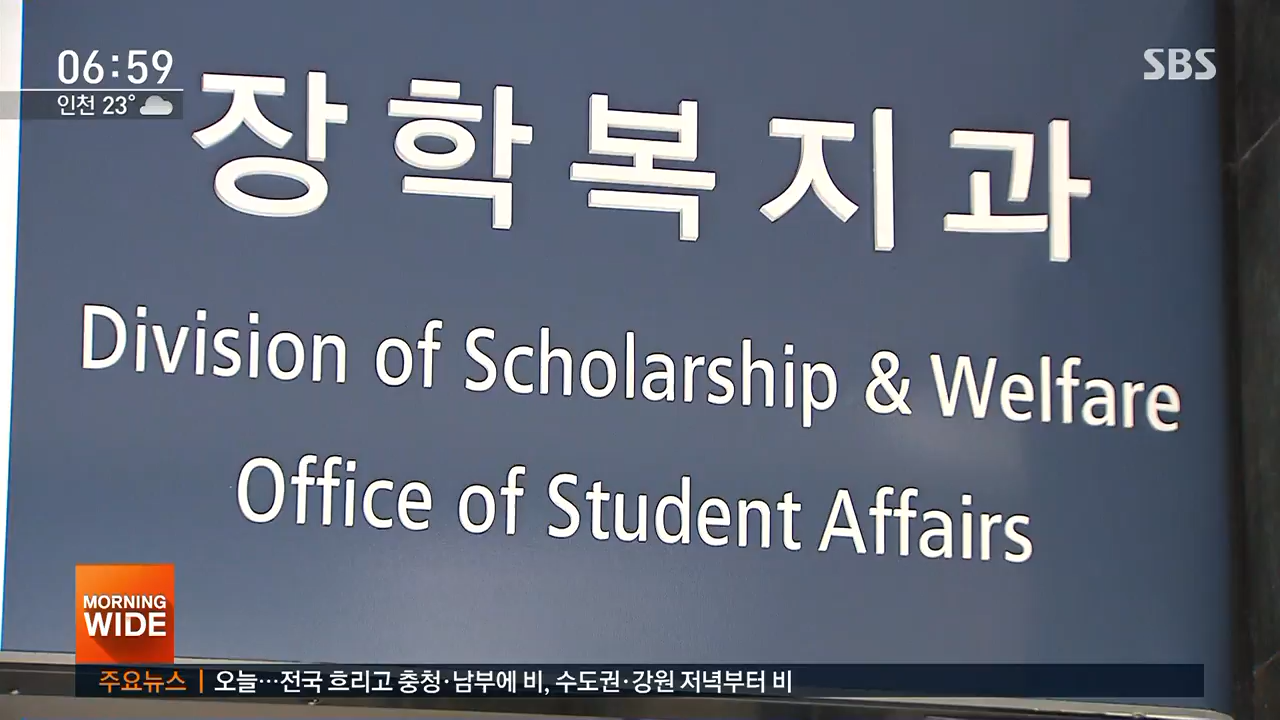 06:59
인천 23°
SBS
장학복지과
Division of Scholarship & Welfare
Office of Student Affairs
MORNING
WIDE
주요뉴스 | 오늘…전국 흐리고 충청·남부에 비, 수도권·강원 저녁부터 비